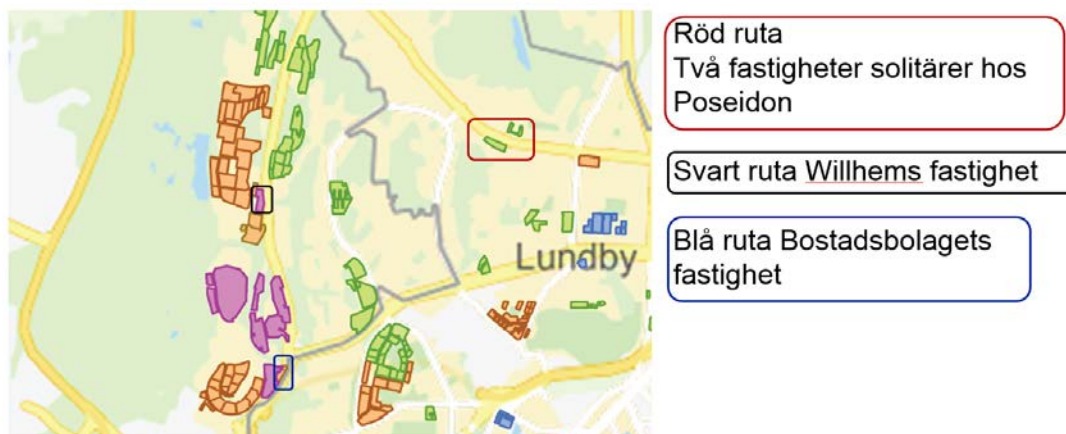 Röd ruta
Två fastigheter solitärer hos
Poseidon
Svart ruta Willhems fastighet
Blå ruta Bostadsbolagets
fastighet
Lundby